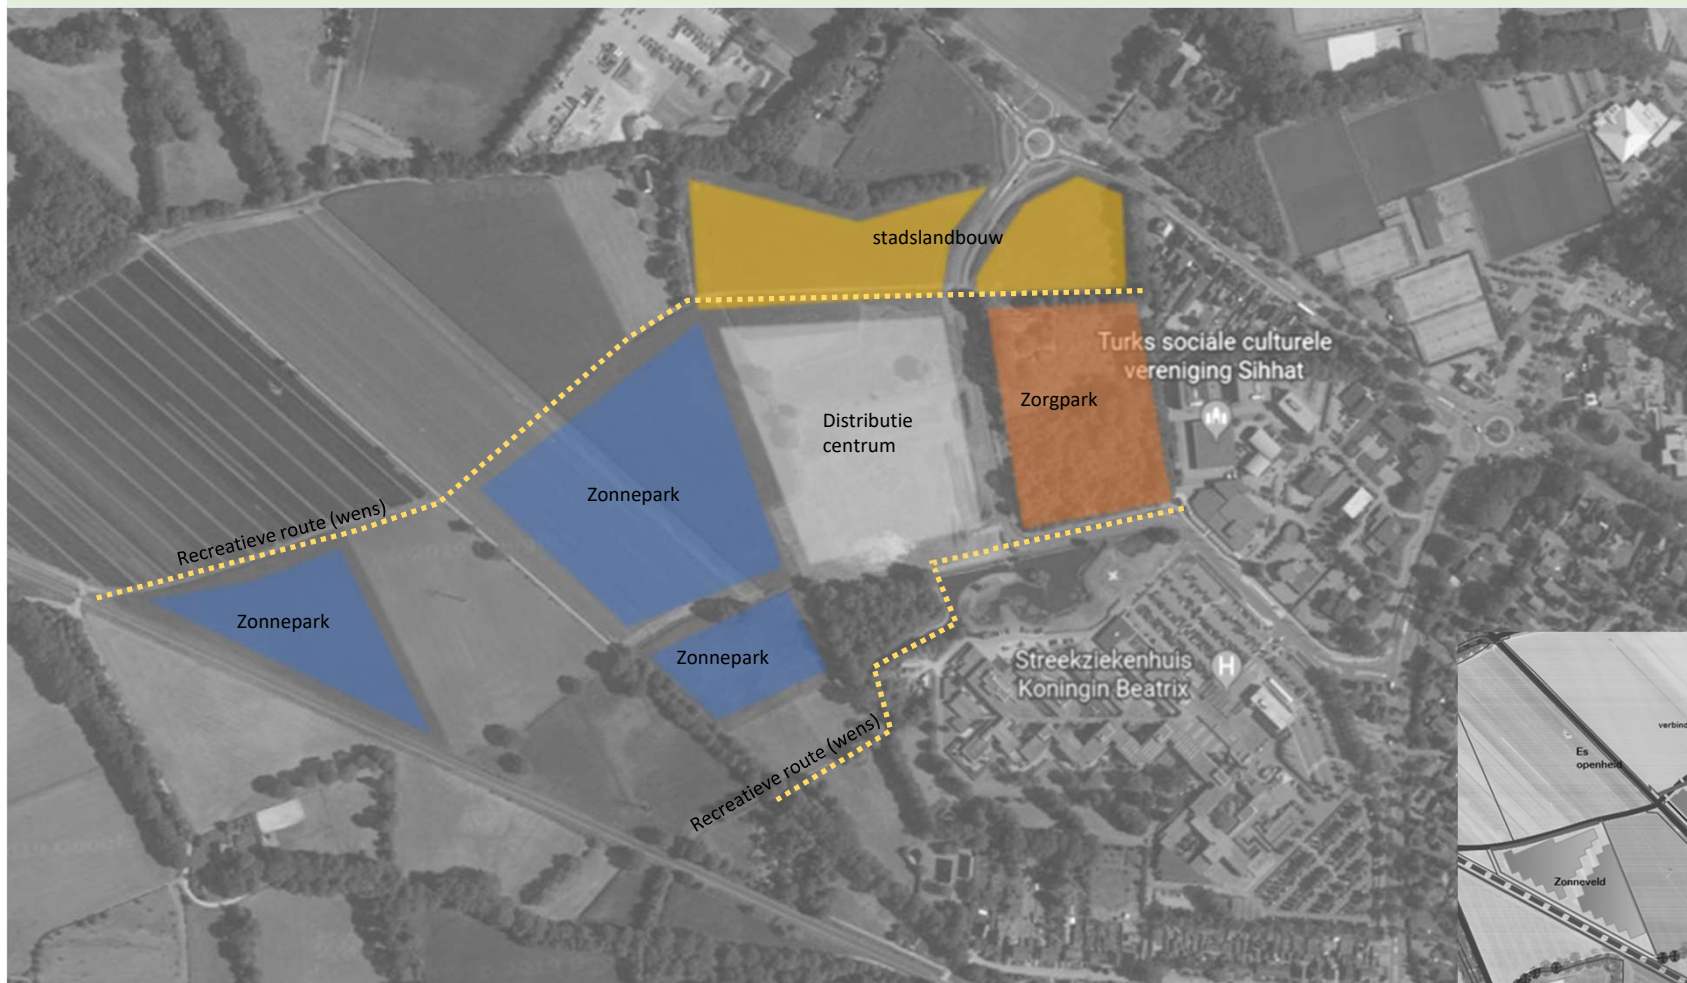 stadslandbouw
Turks sociale culturele
vereniging Sihhat
Zorgpark
Distributie
centrum
Zonnepark
Recreatieve route (wens)
Zonnepark
Zonnepark
Streekziekenhuis
Koningin Beatrix
H
Recreatieve route (wens)
Es
openheid
verbind
Zonneveld